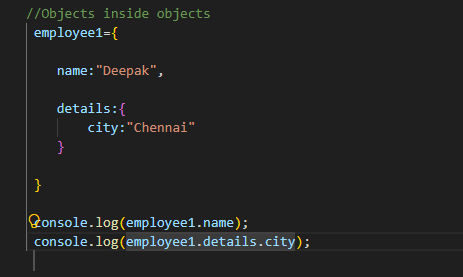 //Objects inside objects
employee1={
name:"Deepak",
details:{
city:"Chennai"
}
}
console.log(employee1.name);
console.log(employee1.details.city);